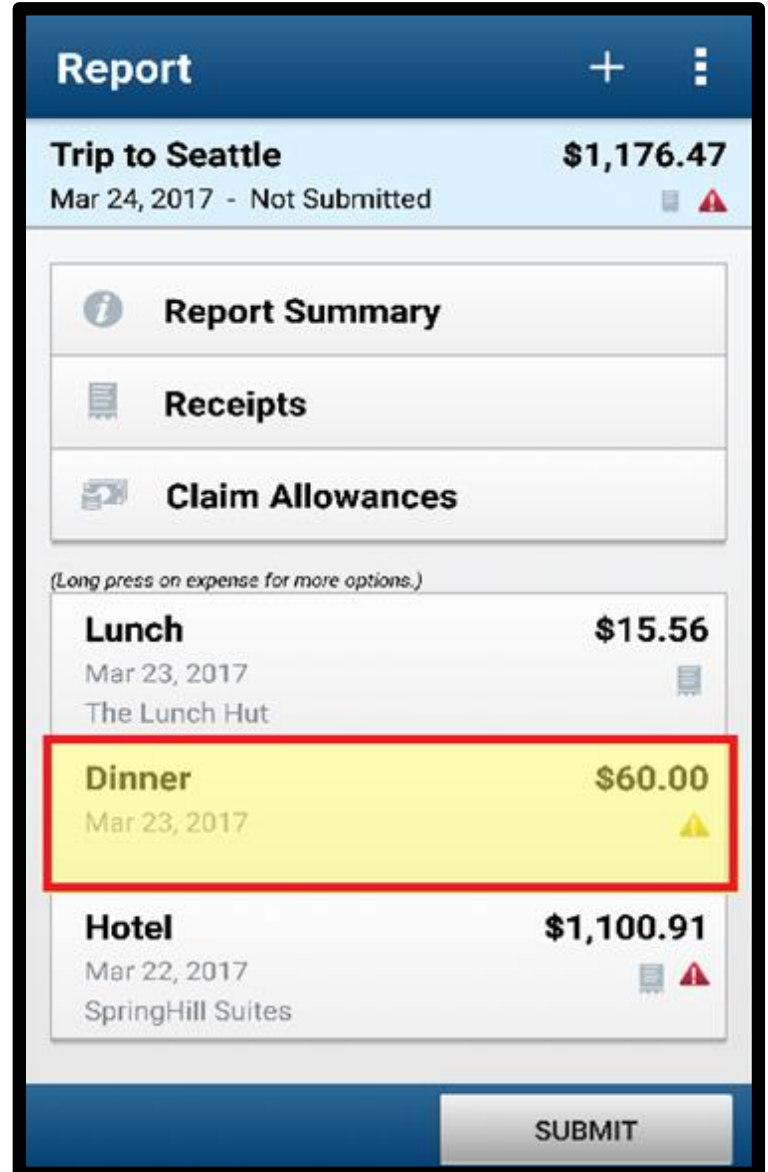 Report
Trip to Seattle $1,176.47
Mar 24, 2017 - Not Submitted
Report Summary
Receipts
Claim Allowances
(Long press on expense for more options.)
Lunch $15.56
Mar 23, 2017
The Lunch Hut
Dinner $60.00
Mar 23, 2017
Hotel $1,100.91
Mar 22, 2017
SpringHill Suites
SUBMIT